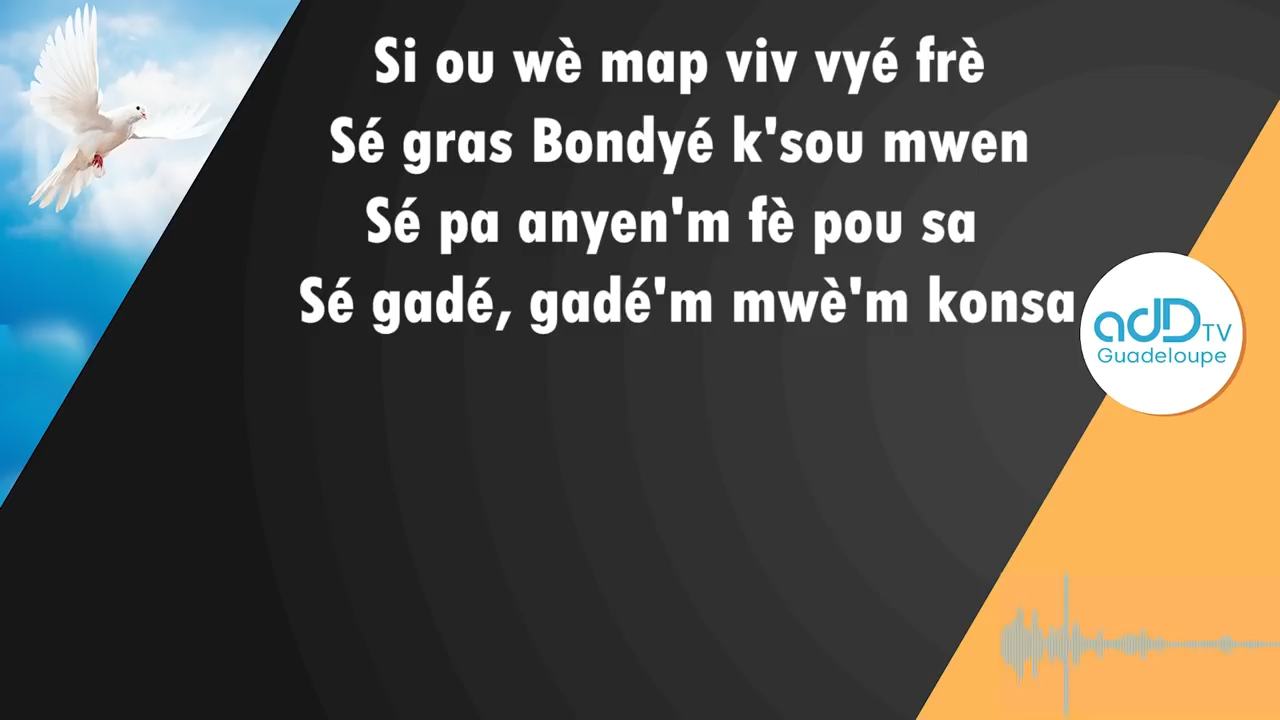 Si ou wè map viv vyé frè
Sé gras Bondyé k'sou mwen
Sé pa anyen'm fè pou sa
Sé gadé, gadé'm mwè'm konsa
adD TV
Guadeloupe